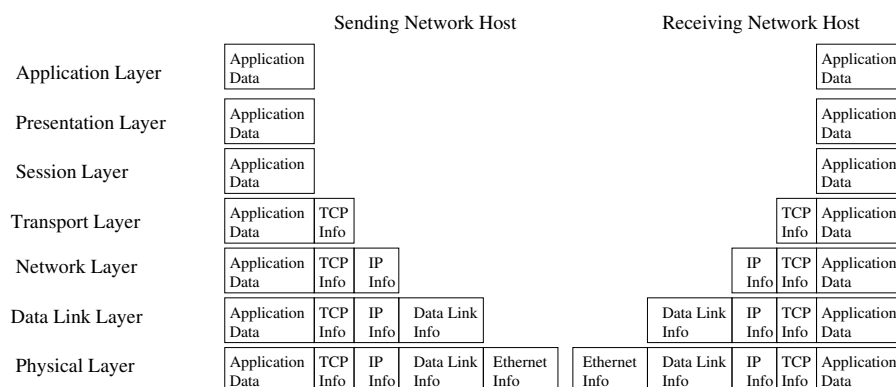 Sending Network Host Receiving Network Host
Application Layer Application Data Application Data
Presentation Layer Application Data Application Data
Session Layer Application Data Application Data
Transport Layer Application Data TCP Info TCP Info Application Data
Network Layer Application Data TCP Info IP Info IP Info TCP Info Application Data
Data Link Layer Application Data TCP Info IP Info Data Link Info Data Link Info IP Info TCP Info Application Data
Physical Layer Application Data TCP Info IP Info Data Link Info Ethernet Info Ethernet Info Data Link Info IP Info TCP Info Application Data